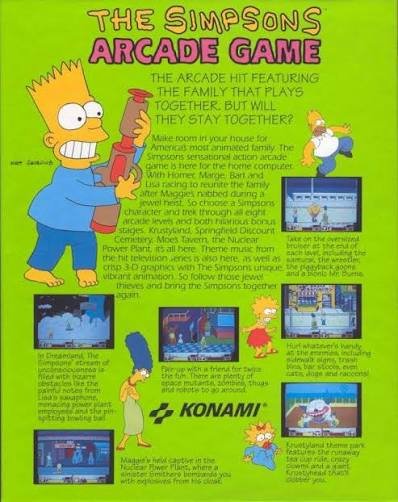 THE SIMPSONS™
ARCADE GAME
THE ARCADE HIT FEATURING
THE FAMILY THAT PLAYS
TOGETHER. BUT WILL
THEY STAY TOGETHER?
Make room in your house for
America's most animated family. The
Simpsons sensational action arcade
game is here for the home computer.
With Homer, Marge, Bart and
Lisa racing to reunite the family
after Maggie's nabbed during a
jewel heist. So choose a Simpsons
character and trek through all eight
arcade levels and both hilarious bonus
stages. Krustyland, Springfield Discount
Cemetery, Moe's Tavern, the Nuclear
Power Plant, it's all here. Theme music from
the hit television series is also here, as well as
crisp 3-D graphics with The Simpsons unique,
vibrant animation. So follow those jewel
thieves and bring the Simpsons together
again.
MATT GROENING
Take on the oversized
bruiser at the end of
each level, including the
samurai, the wrestler,
the piggyback goons
and a bionic Mr. Burns.
In Dreamland, The
Simpsons' stream of
unconsciousness is
filled with bizarre
obstacles like the
painful notes from
Lisa's saxaphone,
menacing power plant
employees and the pin-
spitting bowling ball.
Pair-up with a friend for twice
the fun. There are plenty of
space mutants, zombies, thugs
and robots to go around.
Hurl whatever's handy
at the enemies, including
sidewalk signs, trash
bins, bar stools, even
cats, dogs and racoons!
KONAMI®
Maggie's held captive in the
Nuclear Power Plant, where a
sinister Smithers bombards you
with explosives from his cloak.
Krustyland theme park
features the runaway
tea cup ride, crazy
clowns and a giant
Krustyhead that'll
clobber you.